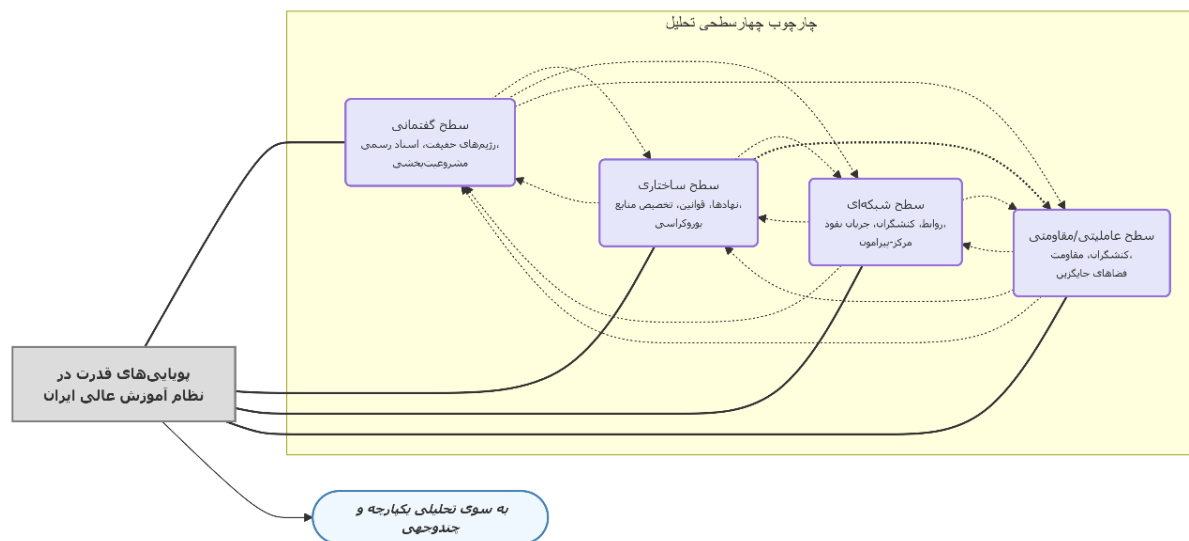 چارچوب چهارسطحی تحلیل
سطح گفتمانی
رژیم‌های حقیقت، اسناد رسمی،
مشروعیت‌بخشی
سطح ساختاری
نهادها، قوانین، تخصیص منابع،
بوروکراسی
سطح شبکه‌ای
روابط، کنشگران، جریان نفوذ،
مرکز-پیرامون
سطح عاملیتی/مقاومتی
کنشگران، مقاومت،
فضاهای جایگزین
پویایی‌های قدرت در
نظام آموزش عالی ایران
به سوی تحلیلی یکپارچه و
چندوجهی